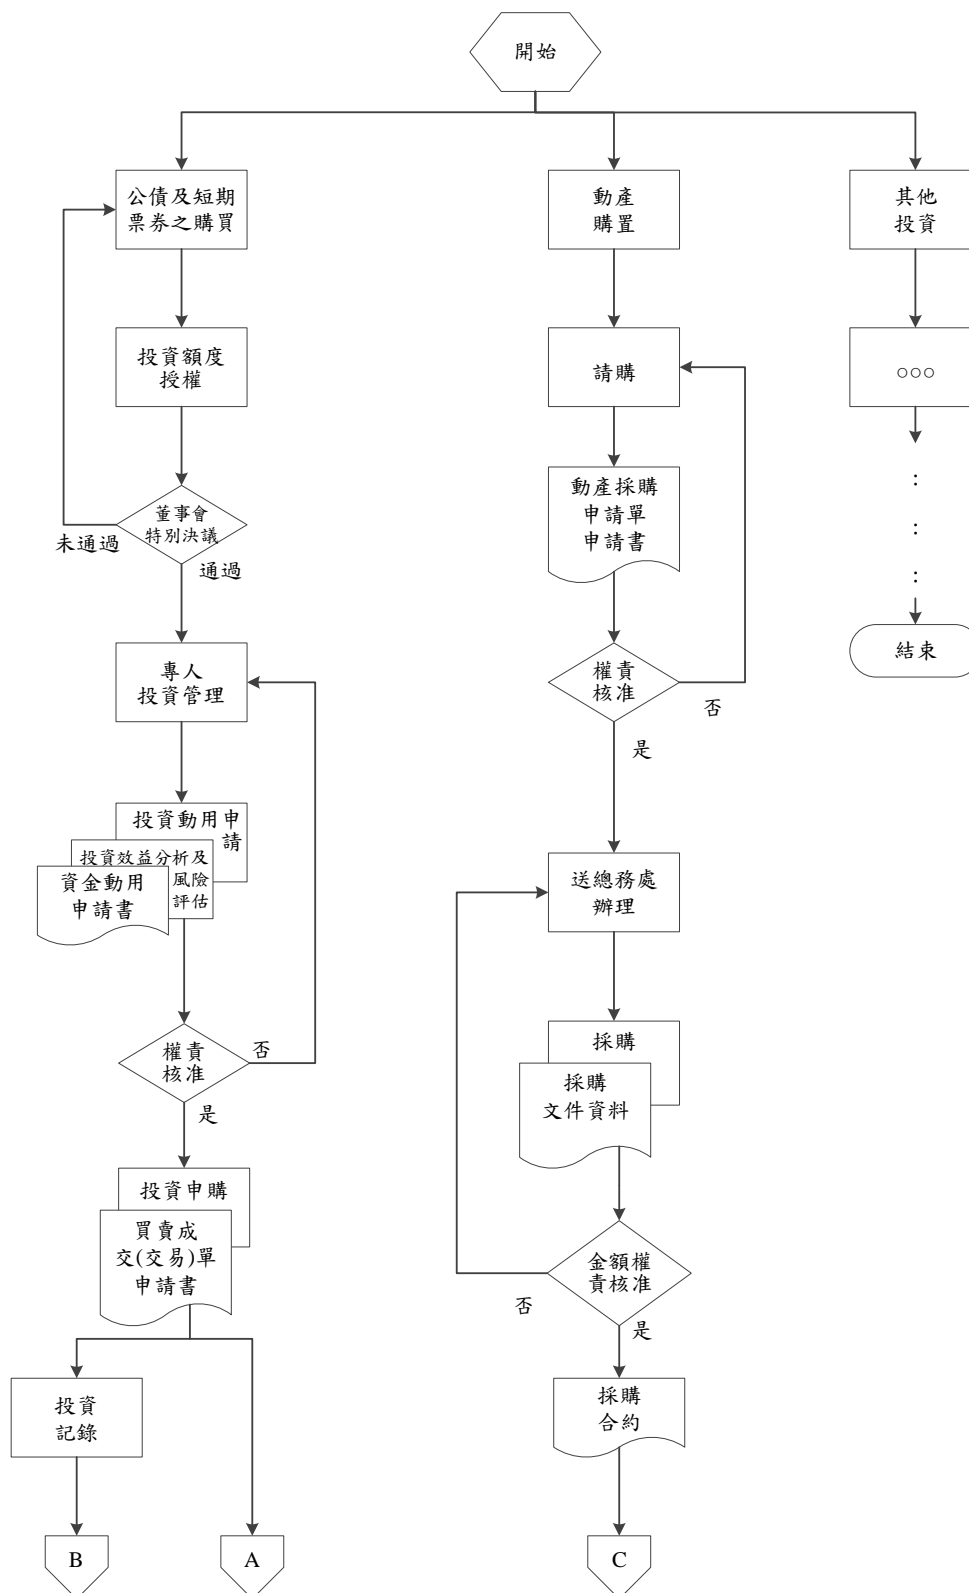 開始
公債及短期
票券之購買
動產
購置
其他
投資
投資額度
授權
請購
○○○
董事會
特別決議
未通過
通過
動產採購
申請單
申請書
:
:
:
結束
專人
投資管理
權責
核准
否
是
投資動用申
請
投資效益分析及
風險
評估
資金動用
申請書
送總務處
辦理
權責
核准
否
是
採購
採購
文件資料
投資申購
買賣成
交(交易)單
申請書
金額權
責核准
否
是
投資
記錄
採購
合約
B
A
C